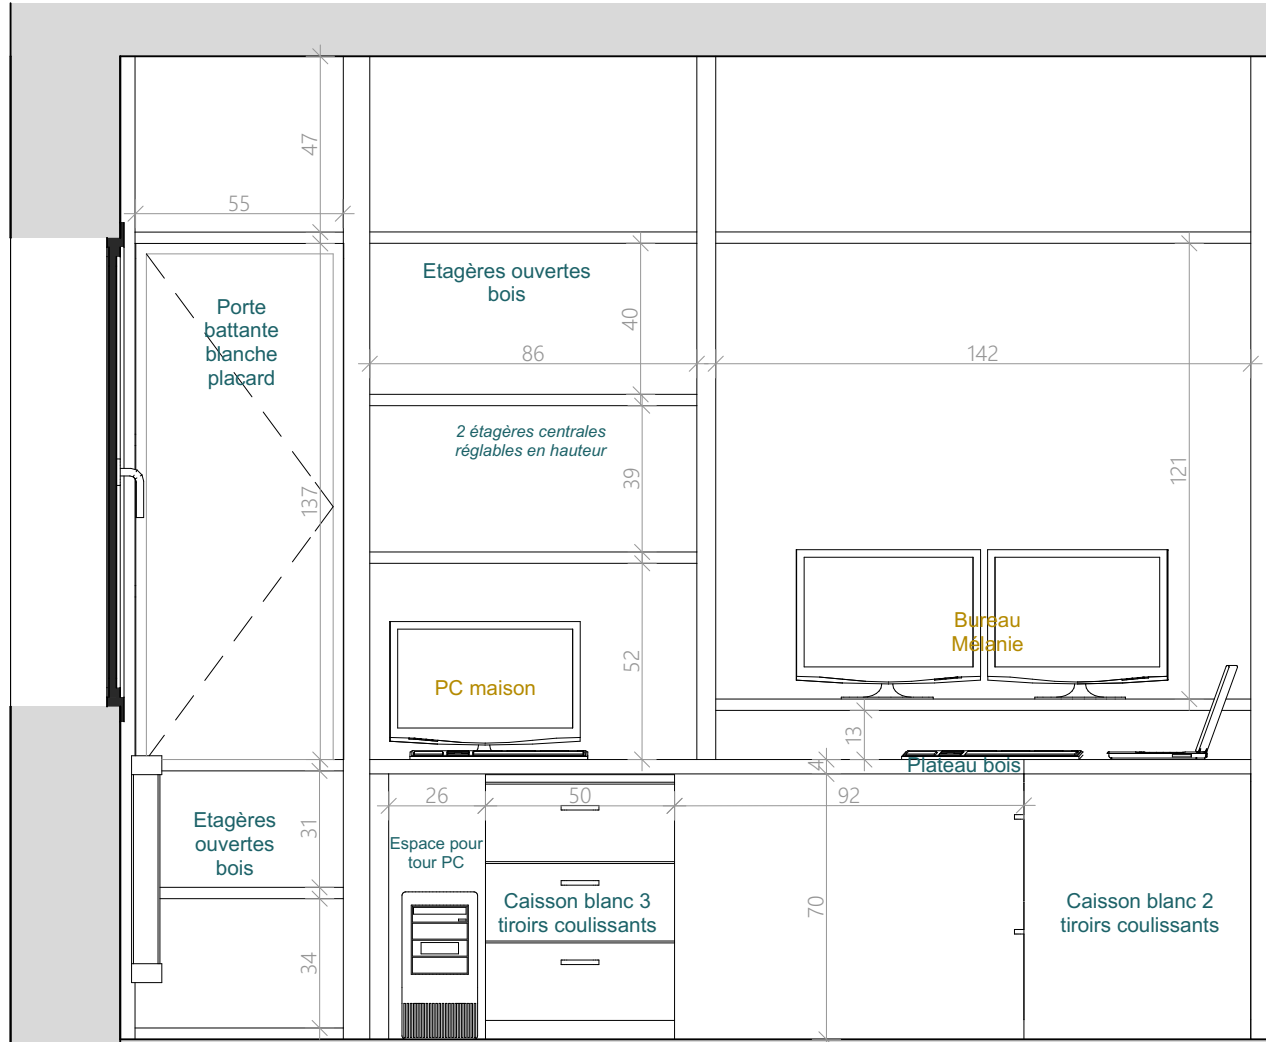 47
55
Etagères ouvertes
bois
Porte
battante
blanche
placard
40
86
142
2 étagères centrales
réglables en hauteur
39
121
137
52
Bureau
Mélanie
PC maison
13
4
Plateau bois
26
50
92
31
Etagères
ouvertes
bois
Espace pour
tour PC
70
Caisson blanc 3
tiroirs coulissants
Caisson blanc 2
tiroirs coulissants
34